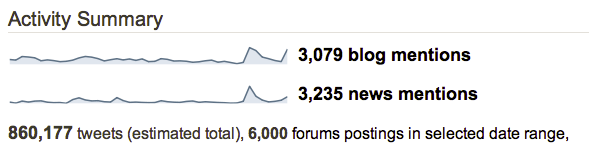 Activity Summary
3,079 blog mentions
3,235 news mentions
860,177 tweets (estimated total), 6,000 forums postings in selected date range,